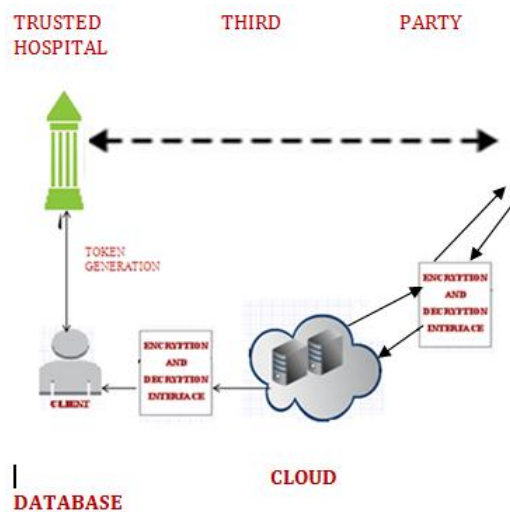 TRUSTED THIRD PARTY
HOSPITAL
TOKEN
GENERATION
ENCRYPTION
AND
DECRYPTION
INTERFACE
ENCRYPTION
AND
DECRYPTION
INTERFACE
CLIENT
CLOUD
DATABASE